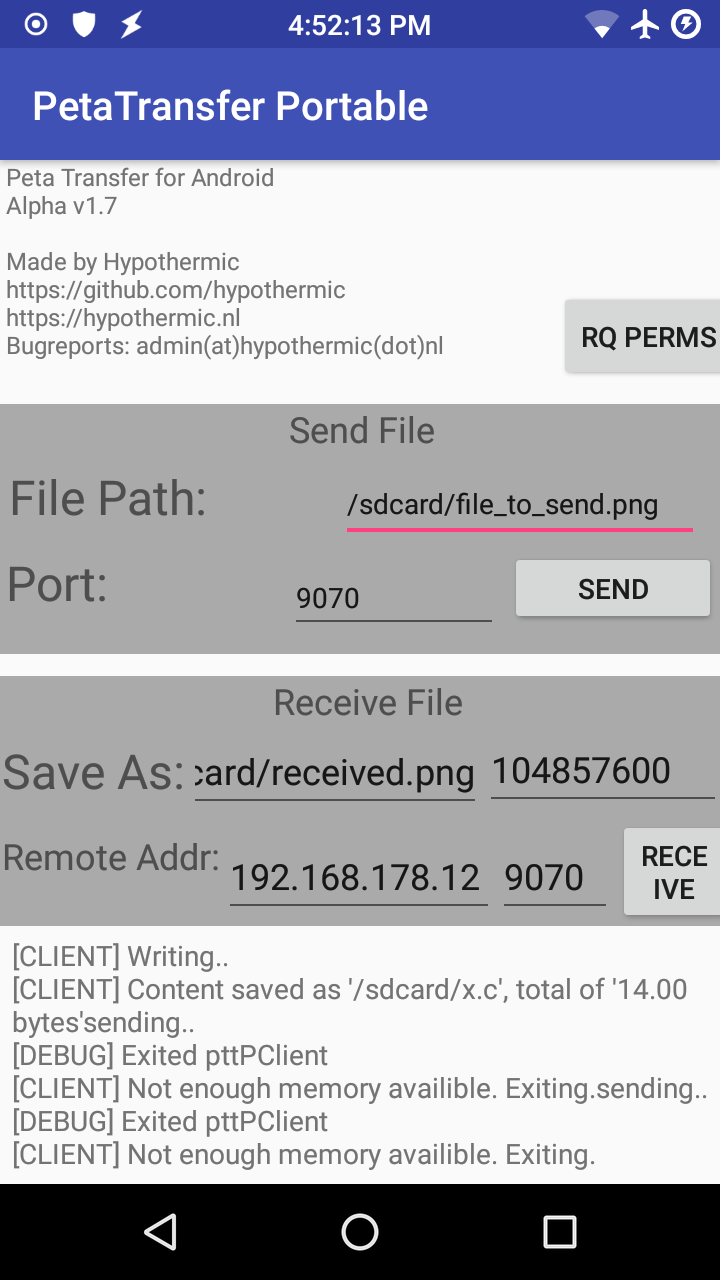 4:52:13 PM
PetaTransfer Portable
Peta Transfer for Android
Alpha v1.7
Made by Hypothermic
https://github.com/hypothermic
https://hypothermic.nl
Bugreports: admin(at)hypothermic(dot)nl
RQ PERMS
Send File
File Path:
/sdcard/file_to_send.png
Port:
9070
SEND
Receive File
Save As:
card/received.png
104857600
Remote Addr:
192.168.178.12
9070
RECE
IVE
[CLIENT] Writing..
[CLIENT] Content saved as '/sdcard/x.c', total of '14.00
bytes'sending..
[DEBUG] Exited pttPClient
[CLIENT] Not enough memory availible. Exiting.sending..
[DEBUG] Exited pttPClient
[CLIENT] Not enough memory availible. Exiting.